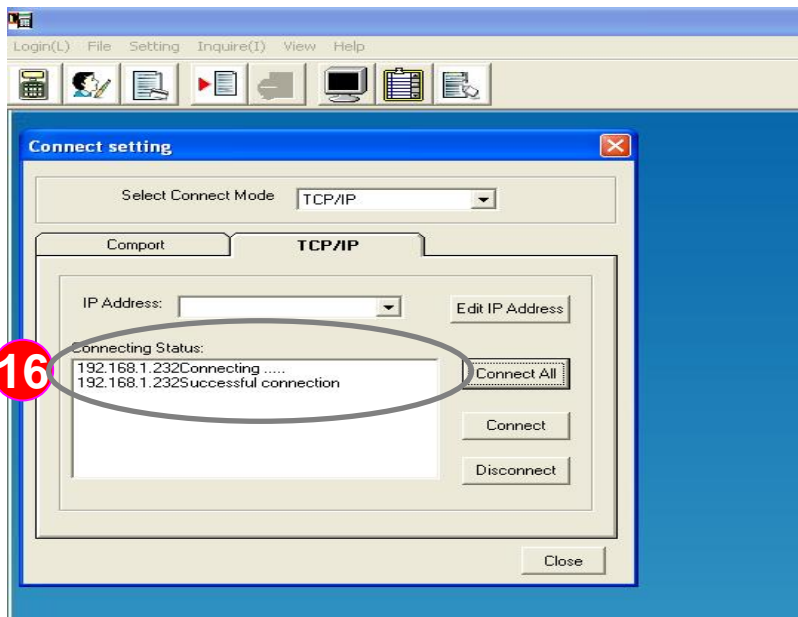 Login(L) File Setting Inquire(I) View Help
Connect setting
Select Connect Mode TCP/IP
Comport TCP/IP
IP Address: Edit IP Address
Connecting Status:
192.168.1.232Connecting .....
192.168.1.232Successful connection
16
Connect All
Connect
Disconnect
Close